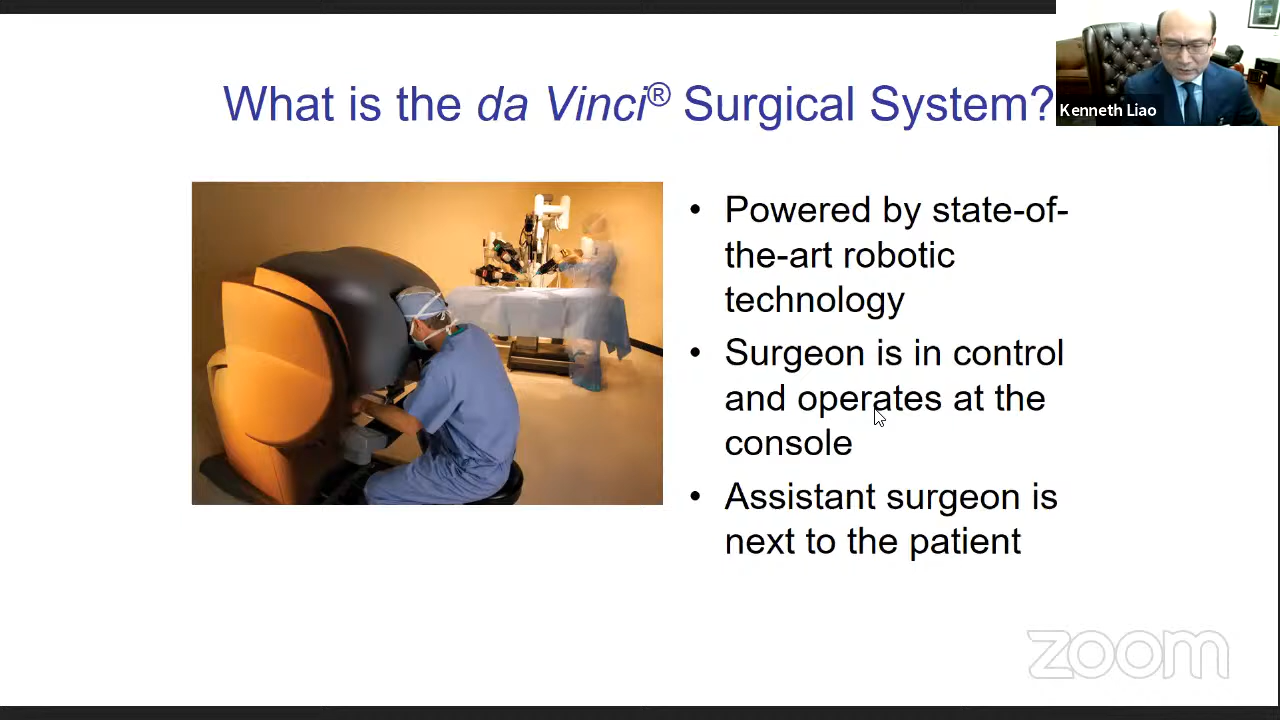 What is the da Vinci® Surgical System?
Kenneth Liao
• Powered by state-of-
the-art robotic
technology
• Surgeon is in control
and operates at the
console
• Assistant surgeon is
next to the patient
zoom